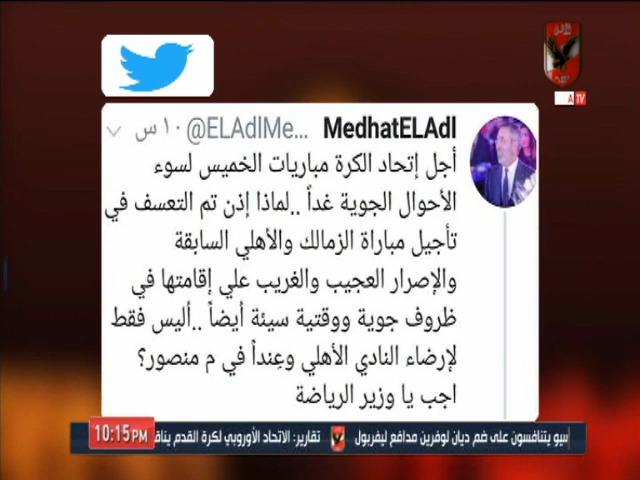 MedhatELAdl @ELAdlMe... ١٠ س
أجل إتحاد الكرة مباريات الخميس لسوء
الأحوال الجوية غداً ..لماذا إذن تم التعسف في
تأجيل مباراة الزمالك والأهلي السابقة
والإصرار العجيب والغريب علي إقامتها في
ظروف جوية ووقتية سيئة أيضاً ..أليس فقط
لإرضاء النادي الأهلي وعِنداً في م منصور؟
اجب يا وزير الرياضة
10:15 PM
سيو يتنافسون على ضم ديان لوفرين مدافع ليفربول تقارير: الاتحاد الأوروبي لكرة القدم يناق
A TV